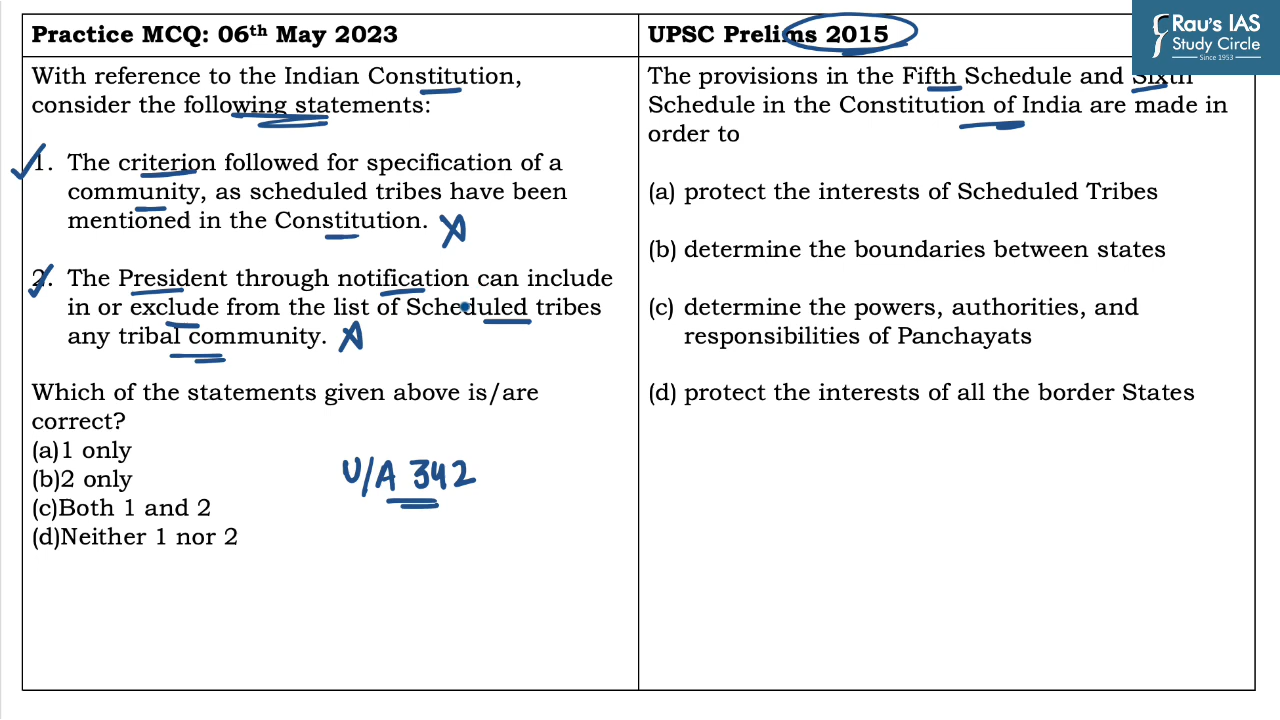 Practice MCQ: 06th May 2023
With reference to the Indian Constitution,
consider the following statements:
1. The criterion followed for specification of a
community, as scheduled tribes have been
mentioned in the Constitution.
2. The President through notification can include
in or exclude from the list of Scheduled tribes
any tribal community.
Which of the statements given above is/are
correct?
(a)1 only
(b)2 only
(c)Both 1 and 2
(d)Neither 1 nor 2
U/A 342
UPSC Prelims 2015
The provisions in the Fifth Schedule and Sixth
Schedule in the Constitution of India are made in
order to
(a) protect the interests of Scheduled Tribes
(b) determine the boundaries between states
(c) determine the powers, authorities, and
responsibilities of Panchayats
(d) protect the interests of all the border States
Rau's IAS
Study Circle
Since 1953